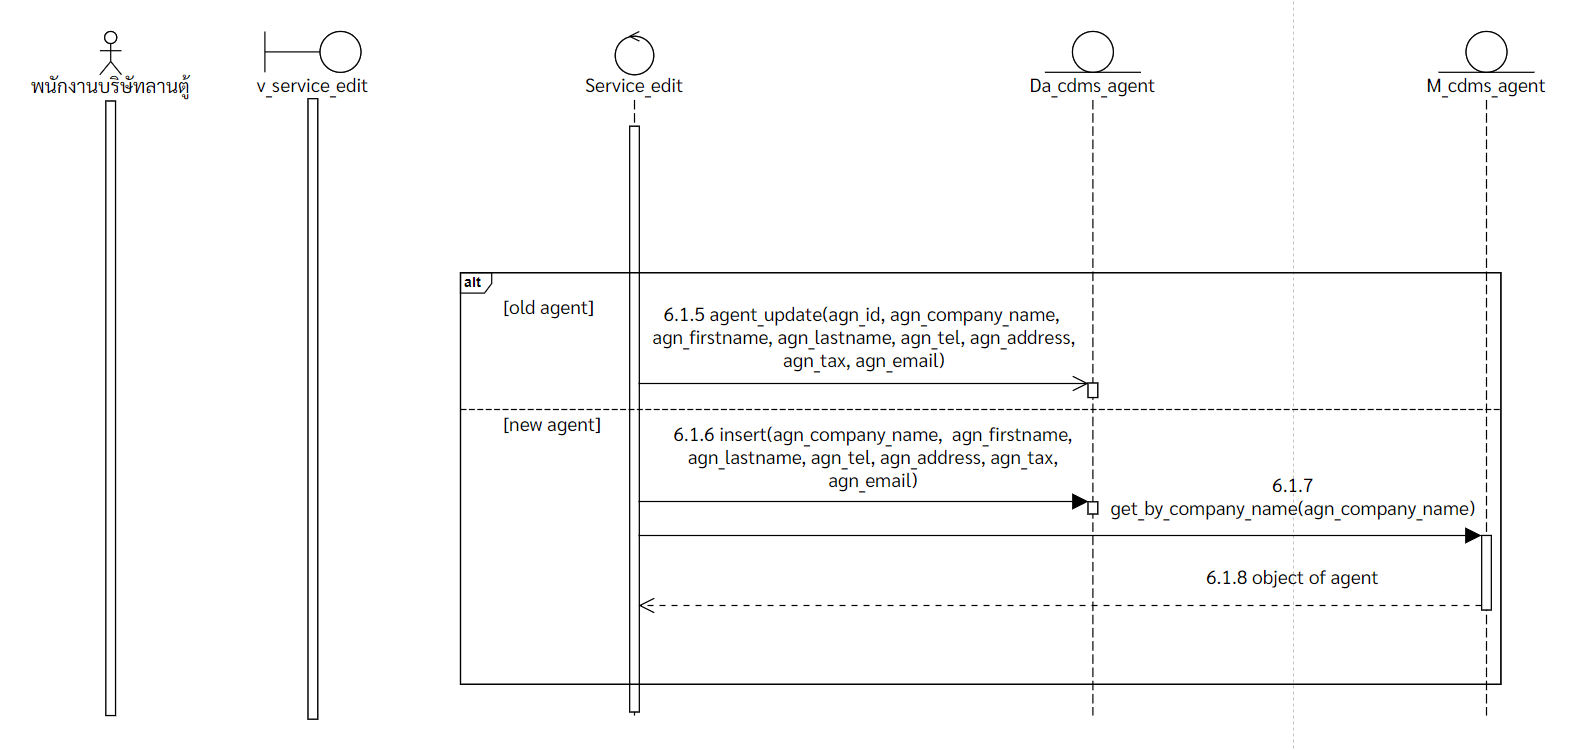 พนักงานบริษัทลานตู้
v_service_edit
Service_edit
Da_cdms_agent
M_cdms_agent
alt
[old agent]
6.1.5 agent_update(agn_id, agn_company_name,
agn_firstname, agn_lastname, agn_tel, agn_address,
agn_tax, agn_email)
[new agent]
6.1.6 insert(agn_company_name, agn_firstname,
agn_lastname, agn_tel, agn_address, agn_tax,
agn_email)
6.1.7
get_by_company_name(agn_company_name)
6.1.8 object of agent